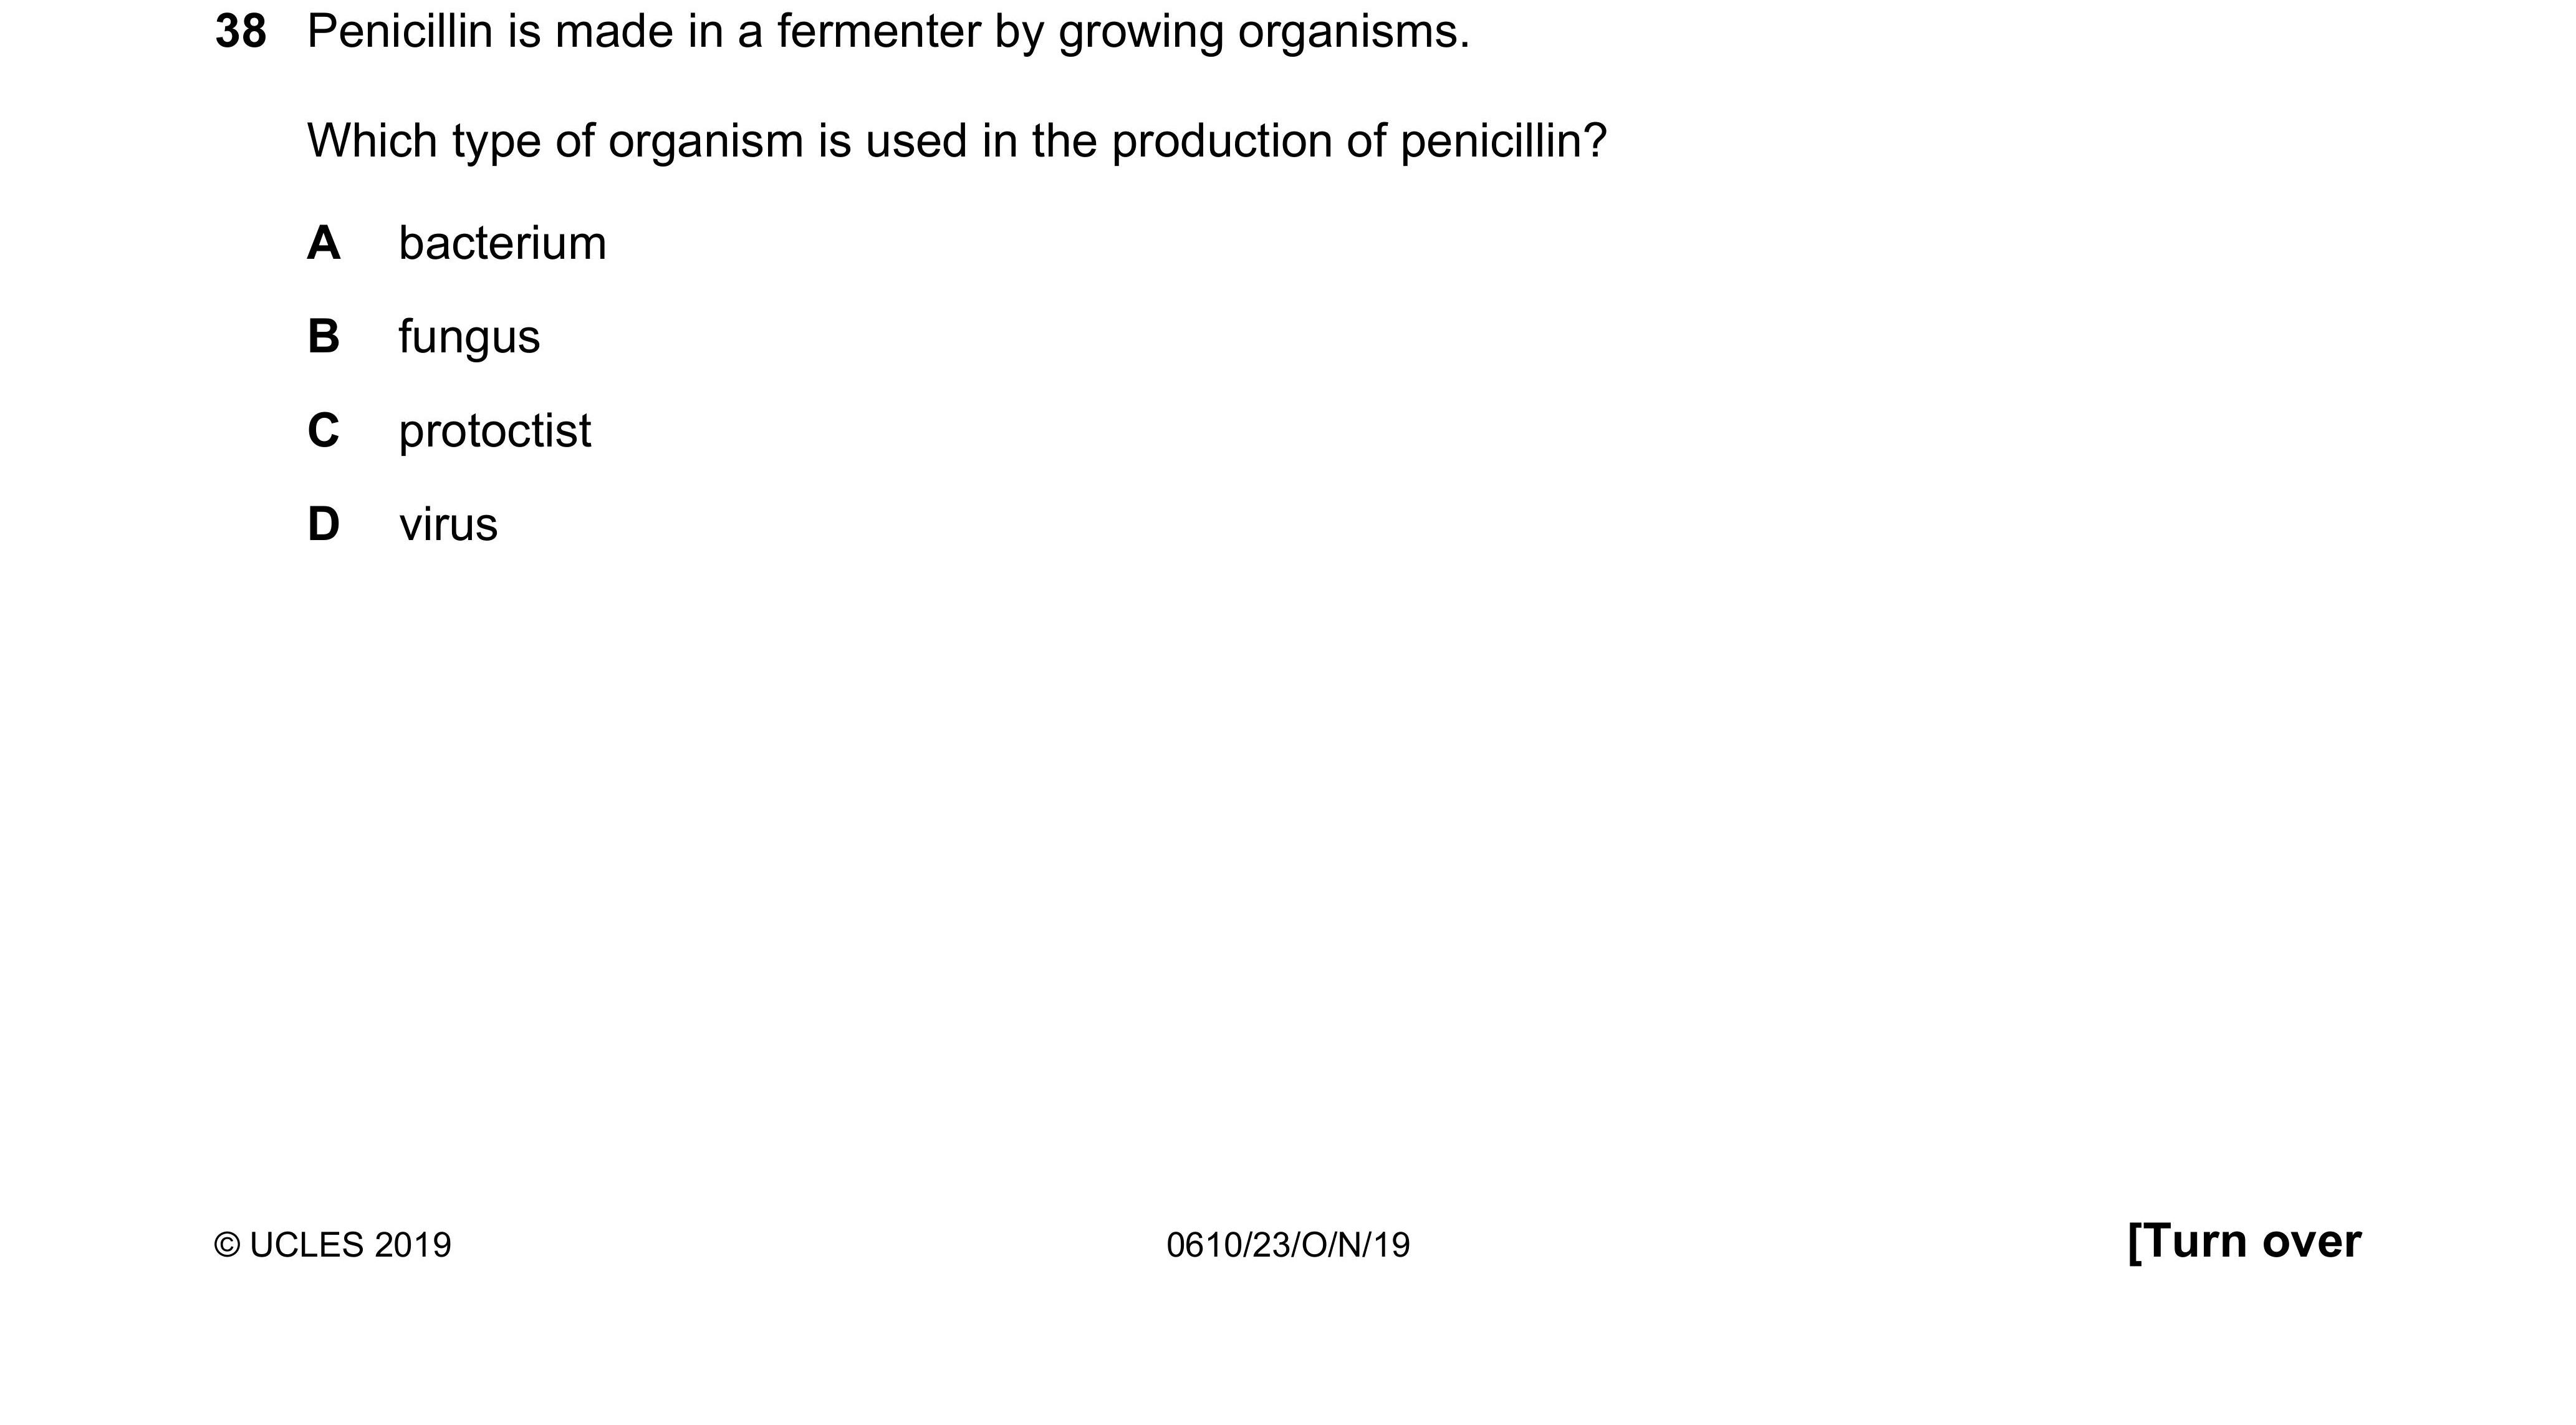 38 Penicillin is made in a fermenter by growing organisms.
Which type of organism is used in the production of penicillin?
A bacterium
B fungus
C protoctist
D virus
© UCLES 2019 0610/23/O/N/19 [Turn over